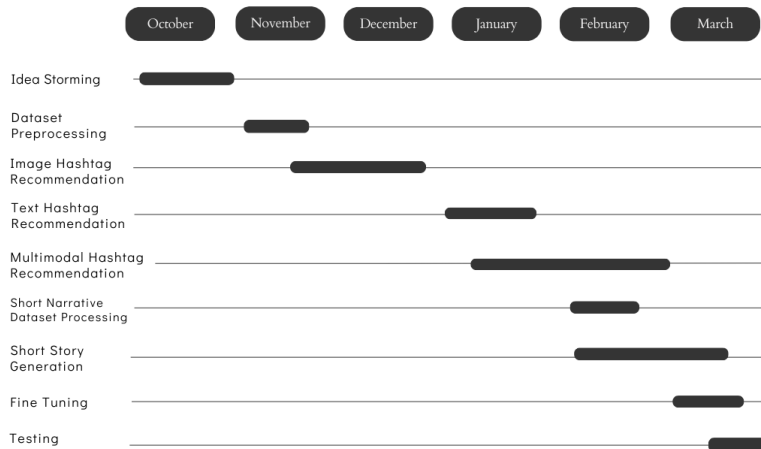 October
November
December
January
February
March
Idea Storming
Dataset
Preprocessing
Image Hashtag
Recommendation
Text Hashtag
Recommendation
Multimodal Hashtag
Recommendation
Short Narrative
Dataset Processing
Short Story
Generation
Fine Tuning
Testing